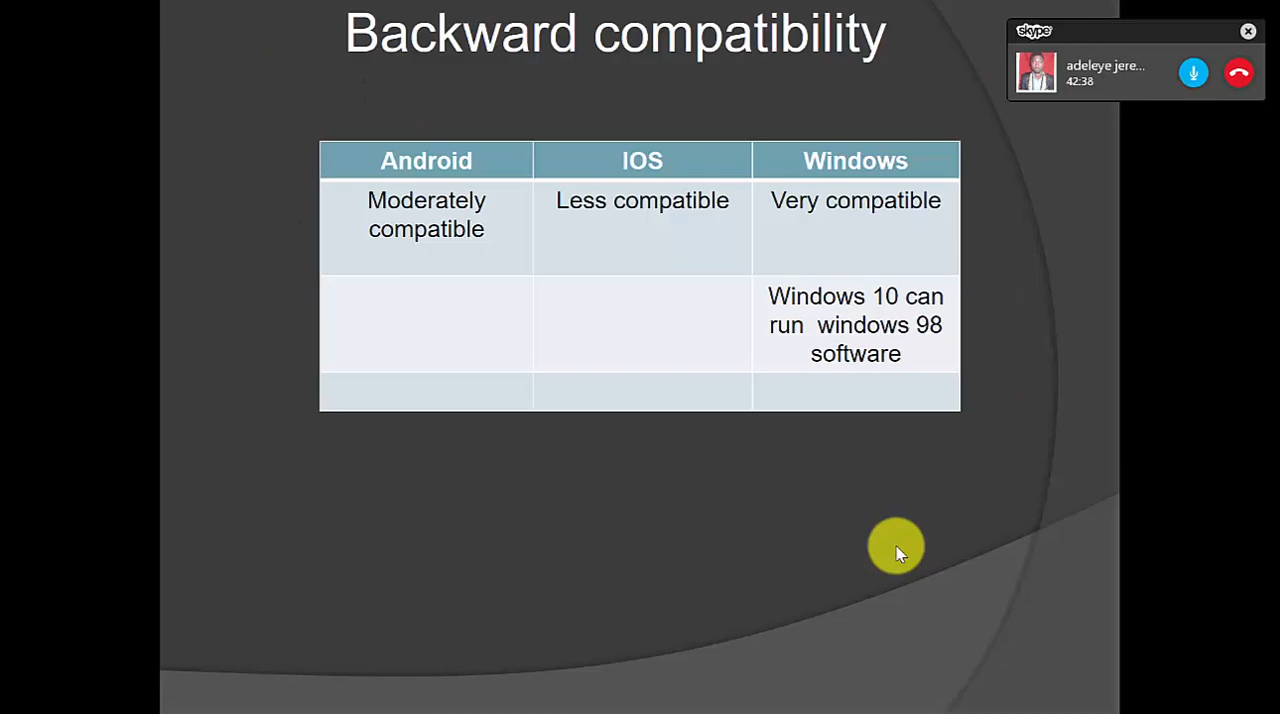 Backward compatibility
skype
adeleye jere...
42:38
Android IOS Windows
Moderately
compatible
Less compatible
Very compatible
Windows 10 can
run windows 98
software